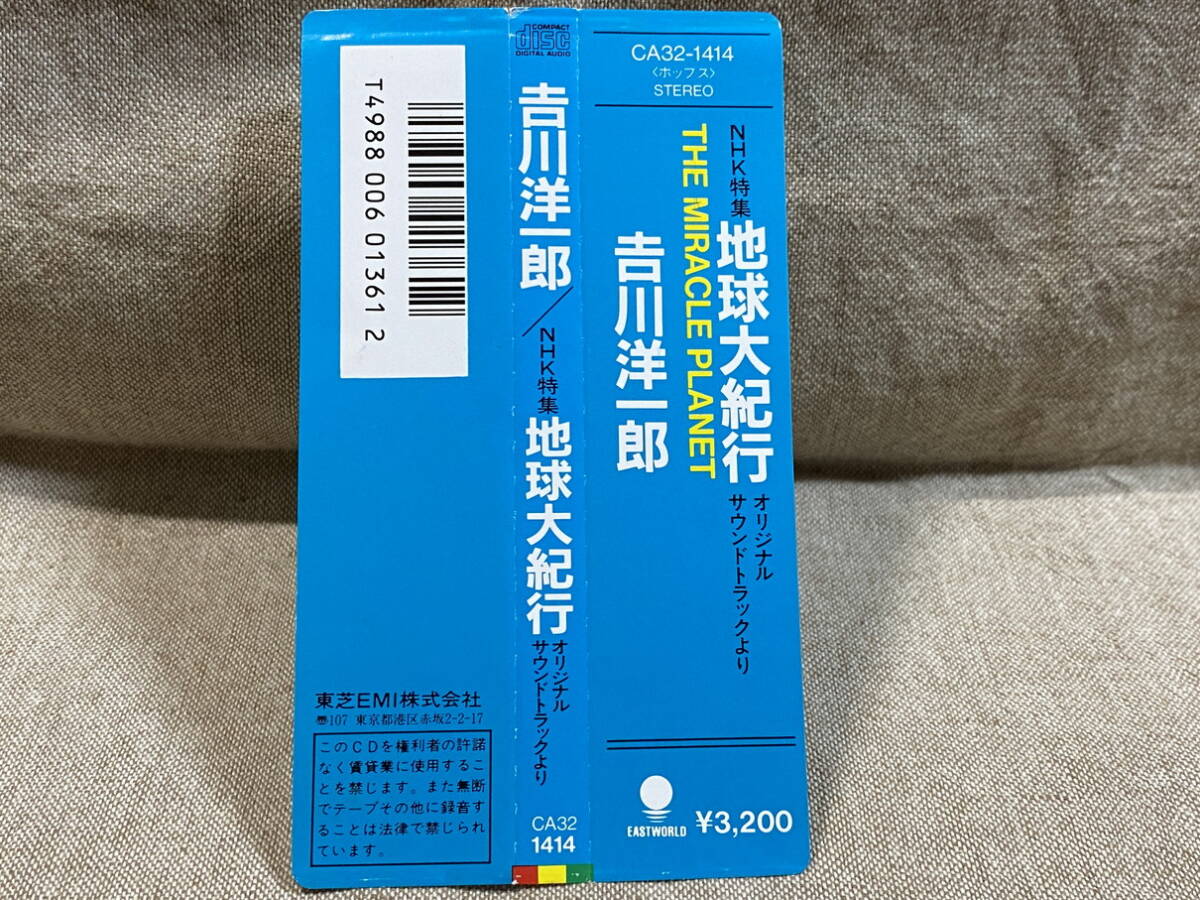 COMPACT
disc
DIGITAL AUDIO
T4988 006 01361 2
東芝EMI株式会社
〠107 東京都港区赤坂2-2-17
このCDを権利者の許諾
なく賃貸業に使用するこ
とを禁じます。また無断
でテープその他に録音す
ることは法律で禁じられ
ています。
吉川洋一郎/NHK特集 地球大紀行 オリジナル
サウンドトラックより
CA32
1414
CA32-1414
〈ポップス〉
STEREO
NHK特集 地球大紀行 オリジナル
サウンドトラックより
THE MIRACLE PLANET
吉川洋一郎
EASTWORLD
¥3,200